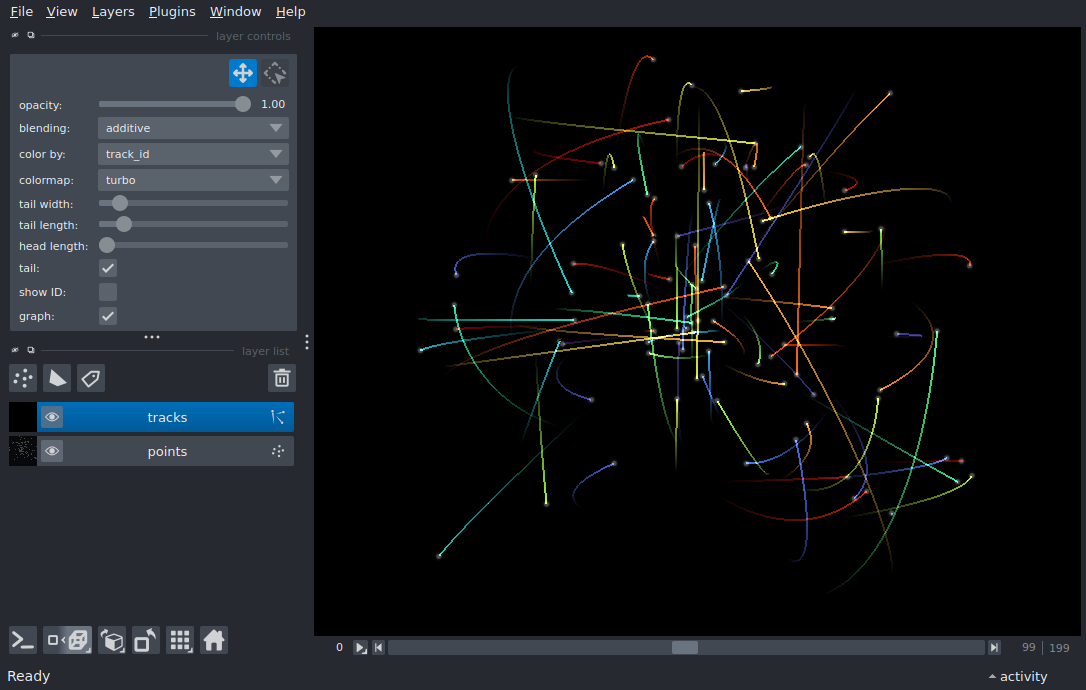 File View Layers Plugins Window Help
layer controls
opacity: 1.00
blending: additive
color by: track_id
colormap: turbo
tail width:
tail length:
head length:
tail:
show ID:
graph:
layer list
tracks
points
0 99 199
Ready activity